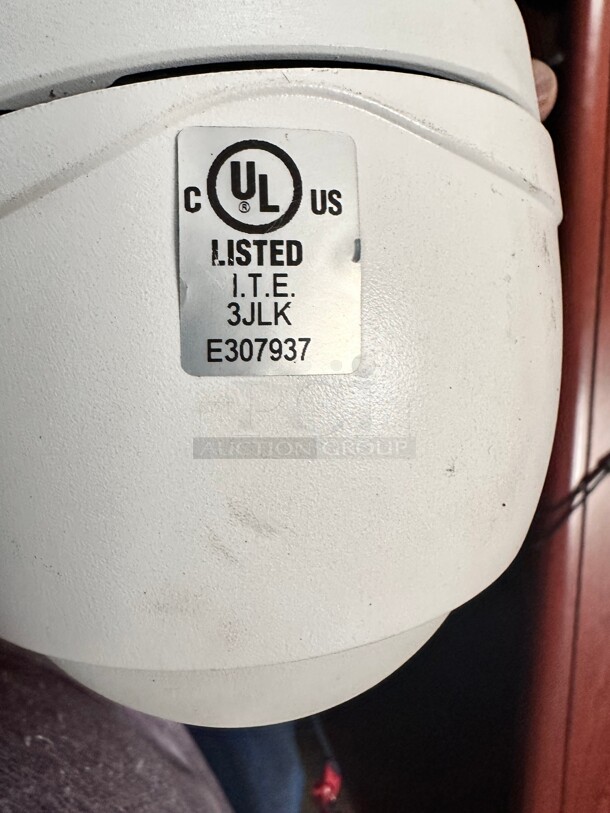 C UL® US
LISTED
I.T.E.
3JLK
E307937
AUCTION GROUP